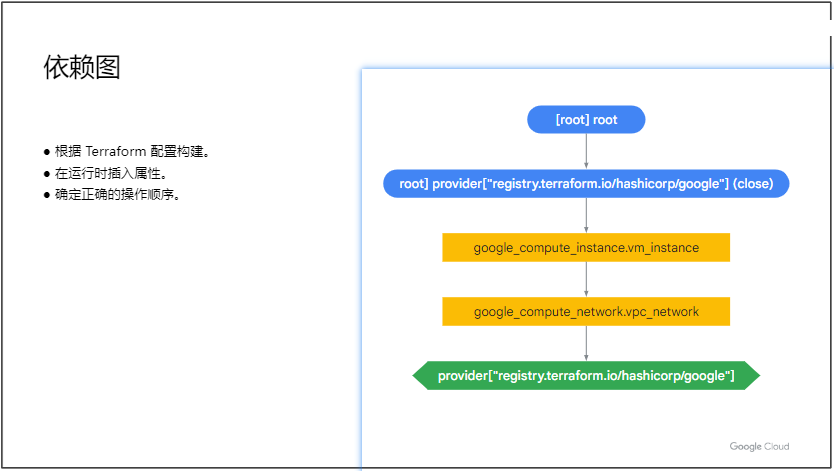 依赖图
● 根据 Terraform 配置构建。
● 在运行时插入属性。
● 确定正确的操作顺序。
[root] root
root] provider["registry.terraform.io/hashicorp/google"] (close)
google_compute_instance.vm_instance
google_compute_network.vpc_network
provider["registry.terraform.io/hashicorp/google"]
Google Cloud